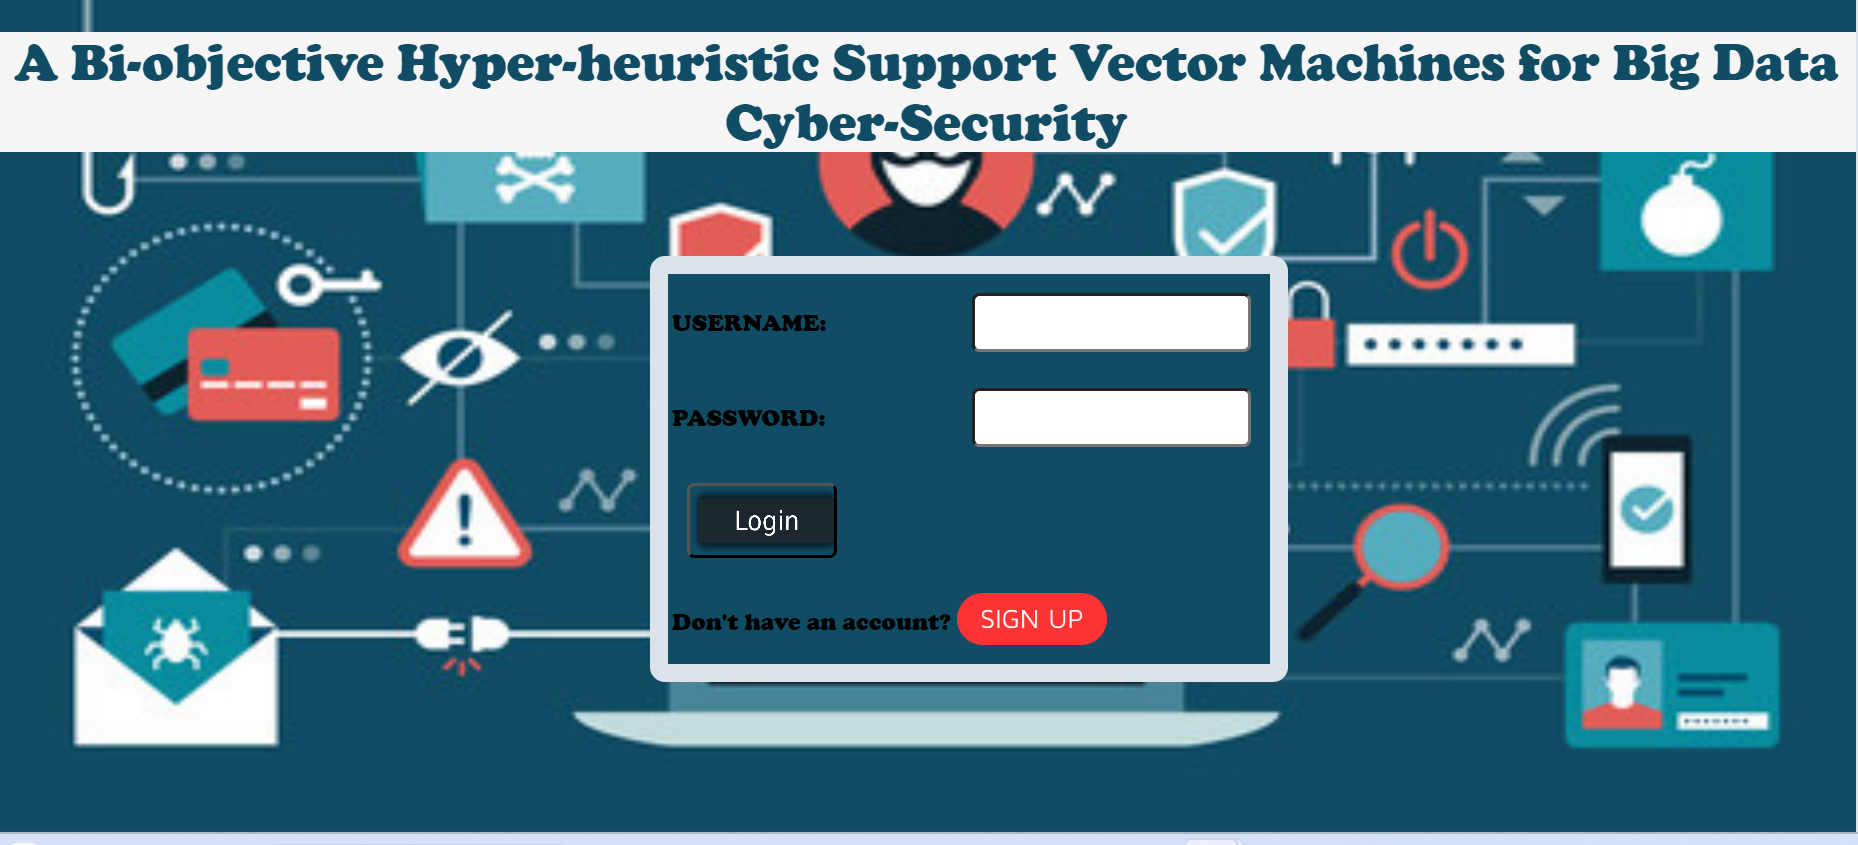 A Bi-objective Hyper-heuristic Support Vector Machines for Big Data
Cyber-Security
USERNAME:
PASSWORD:
Login
Don't have an account? SIGN UP